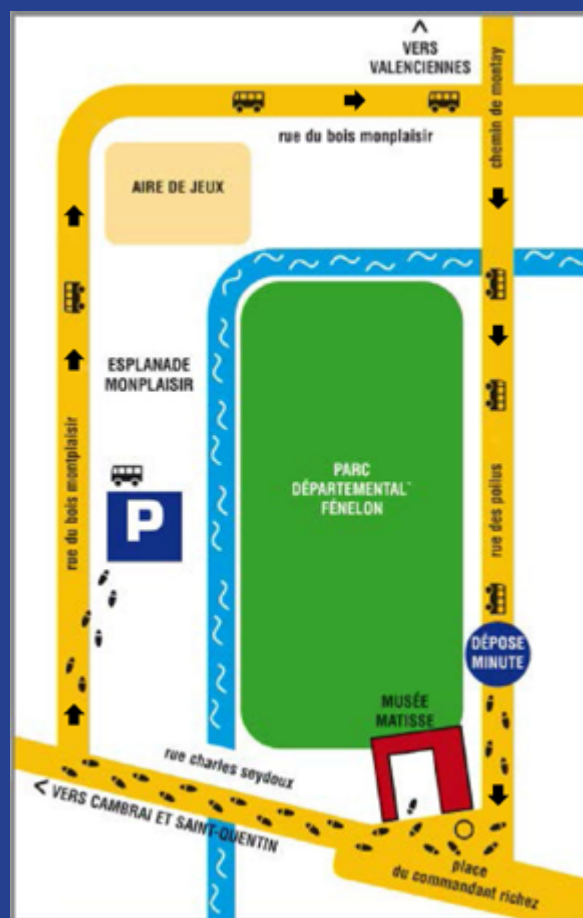 VERS
VALENCIENNES
chemin de montay
rue du bois monplaisir
AIRE DE JEUX
ESPLANADE
MONPLAISIR
rue du bois montplaisir
P
PARC
DÉPARTEMENTAL
FÉNELON
rue des poilus
DÉPOSE
MINUTE
MUSÉE
MATISSE
rue charles seydoux
< VERS CAMBRAI ET SAINT-QUENTIN
place
du commandant richez